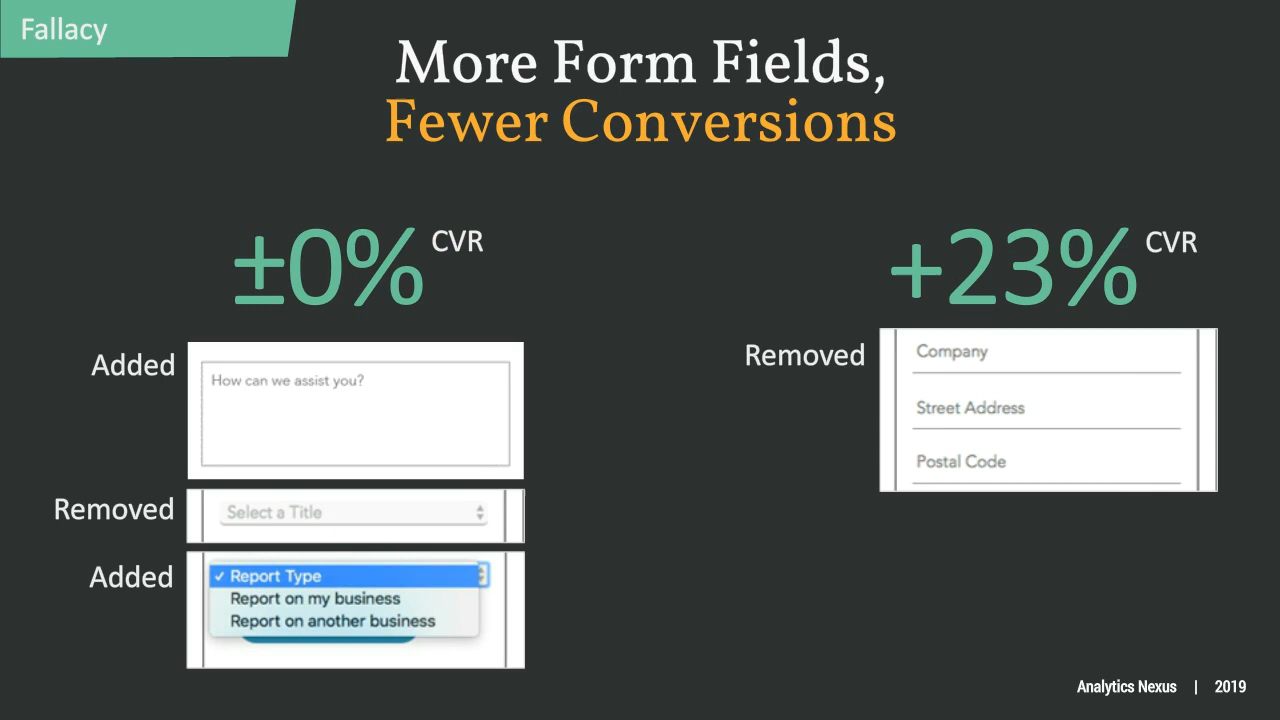 Fallacy
More Form Fields,
Fewer Conversions
±0% CVR
Added
How can we assist you?
Removed
Select a Title
Added
✓ Report Type
Report on my business
Report on another business
+23% CVR
Removed
Company
Street Address
Postal Code
Analytics Nexus | 2019